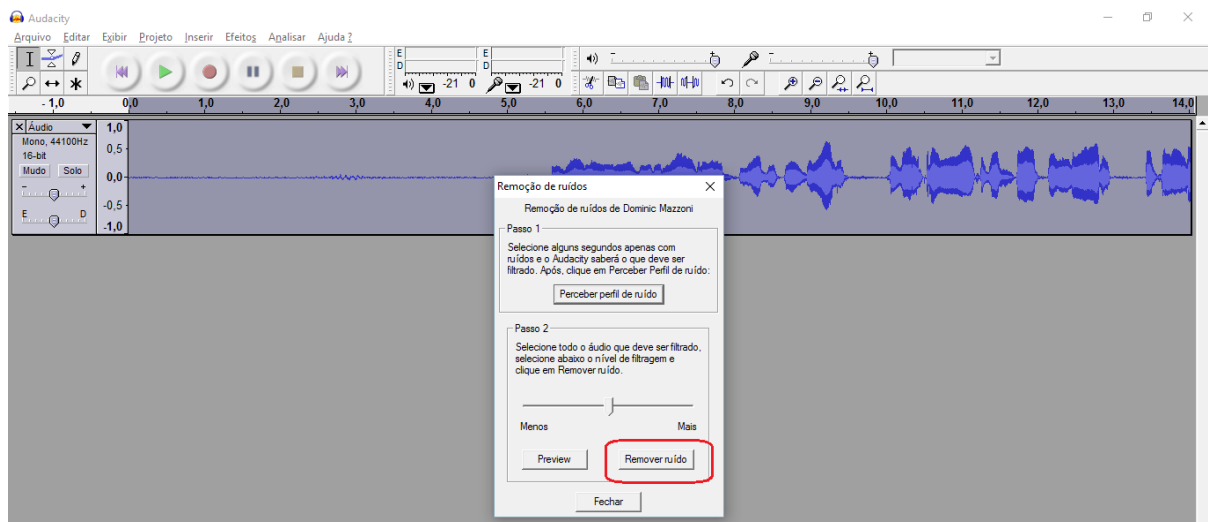 Audacity
Arquivo Editar Exibir Projeto Inserir Efeitos Analisar Ajuda ?
E
D
-21 0
E
D
-21 0
- 1,0 0,0 1,0 2,0 3,0 4,0 5,0 6,0 7,0 8,0 9,0 10,0 11,0 12,0 13,0 14,0
X Áudio
Mono, 44100Hz
16-bit
Mudo Solo
- +
E D
1,0
0,5
0,0
-0,5
-1,0
Remoção de ruídos
Remoção de ruídos de Dominic Mazzoni
Passo 1
Selecione alguns segundos apenas com
ruídos e o Audacity saberá o que deve ser
filtrado. Após, clique em Perceber Perfil de ruído:
Perceber perfil de ruído
Passo 2
Selecione todo o áudio que deve ser filtrado,
selecione abaixo o nível de filtragem e
clique em Remover ruído.
Menos Mais
Preview Remover ruído
Fechar